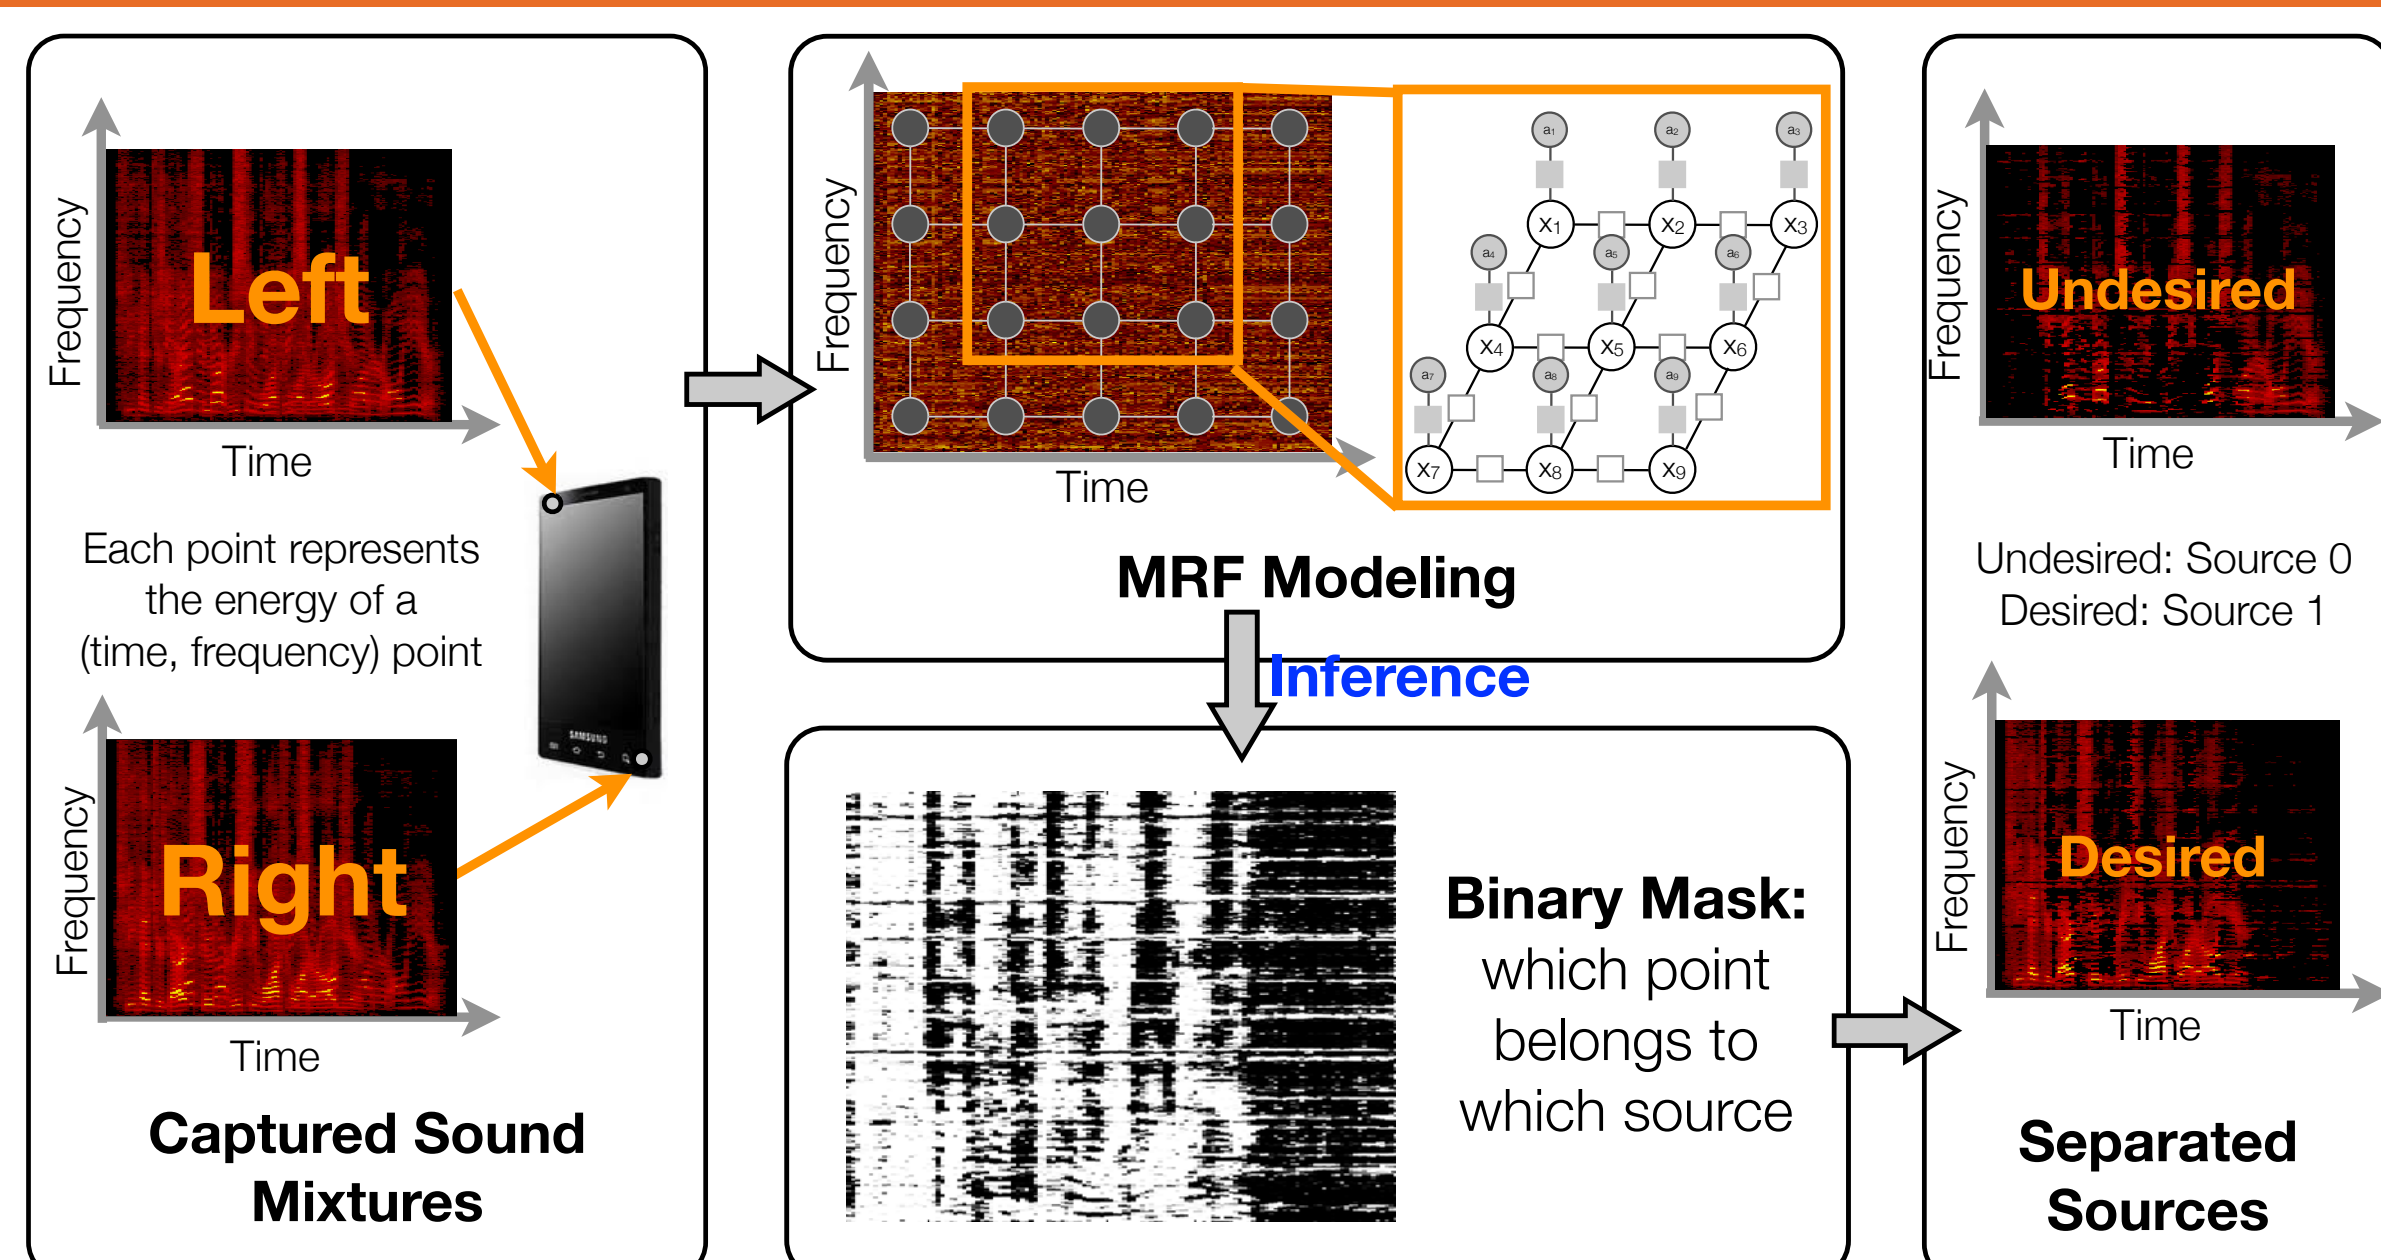 Frequency
Left
Time
Each point represents
the energy of a
(time, frequency) point
SAMSUNG
Frequency
Right
Time
Captured Sound
Mixtures
Frequency
Time
a1
a2
a3
x1
x2
x3
a4
a5
a6
x4
x5
x6
a7
a8
a9
x7
x8
x9
MRF Modeling
Inference
Binary Mask:
which point
belongs to
which source
Frequency
Undesired
Time
Undesired: Source 0
Desired: Source 1
Frequency
Desired
Time
Separated
Sources